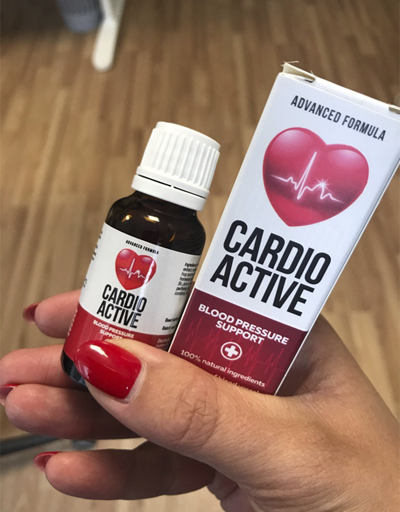 ADVANCED FORMULA
CARDIO
ACTIVE
BLOOD PRESSURE
SUPPORT
100% natural ingredients
ADVANCED FORMULA
CARDIO
ACTIVE
BLOOD PRESSURE
SUPPORT